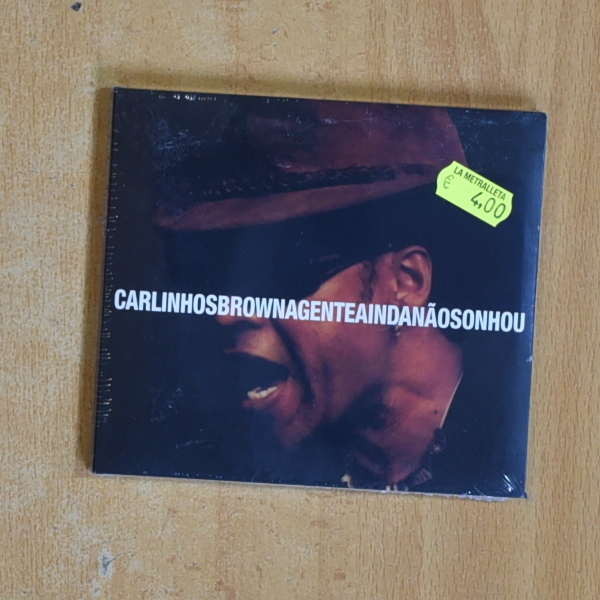 LA METRALLETA
€ 4,00
CARLINHOSBROWNAGENTEAINDANÃOSONHOU